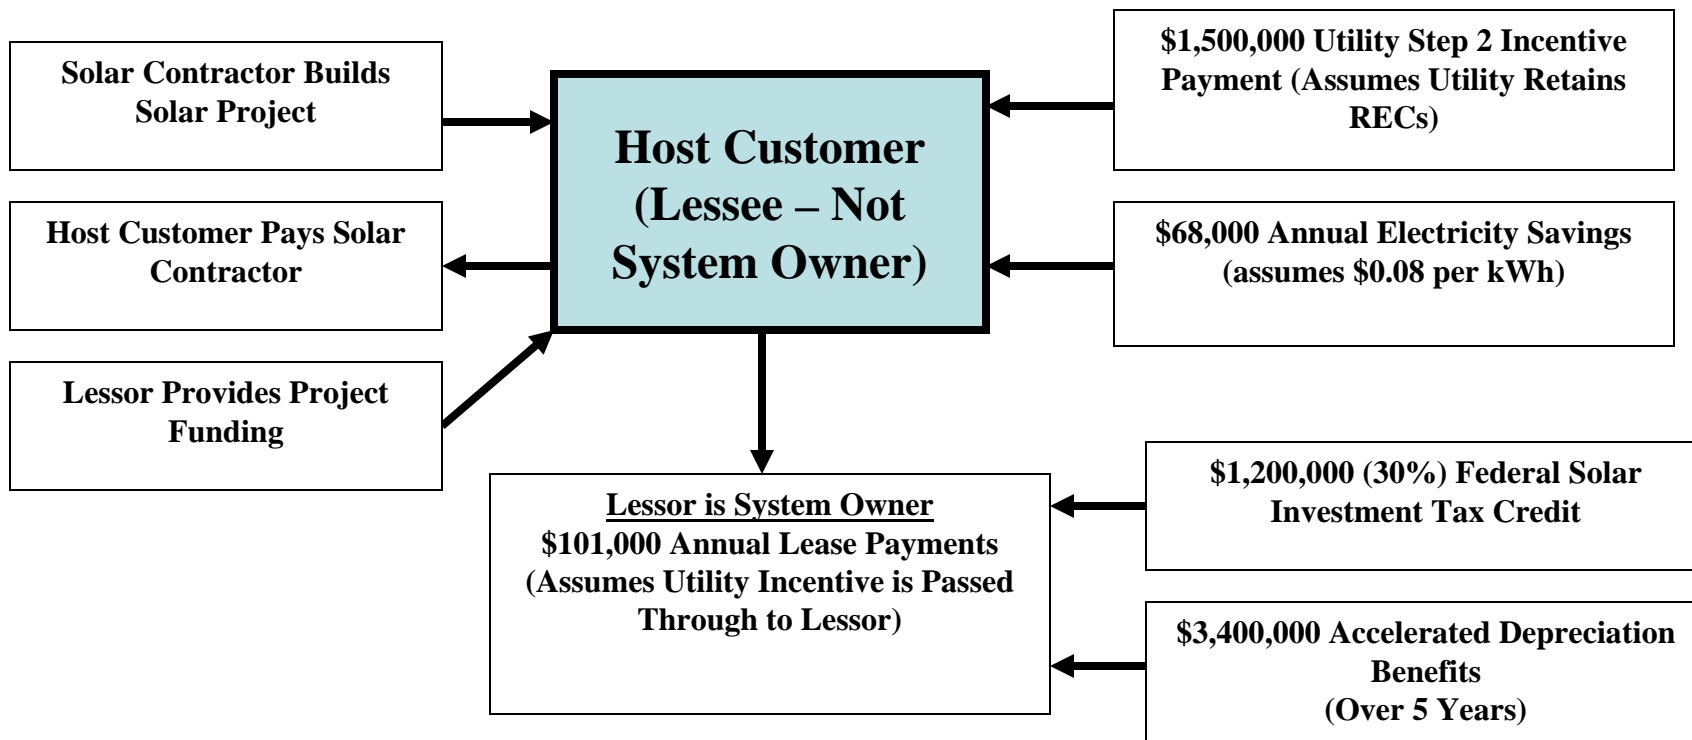 Solar Contractor Builds
Solar Project
Host Customer Pays Solar
Contractor
Lessor Provides Project
Funding
Host Customer
(Lessee – Not
System Owner)
$1,500,000 Utility Step 2 Incentive
Payment (Assumes Utility Retains
RECs)
$68,000 Annual Electricity Savings
(assumes $0.08 per kWh)
Lessor is System Owner
$101,000 Annual Lease Payments
(Assumes Utility Incentive is Passed
Through to Lessor)
$1,200,000 (30%) Federal Solar
Investment Tax Credit
$3,400,000 Accelerated Depreciation
Benefits
(Over 5 Years)